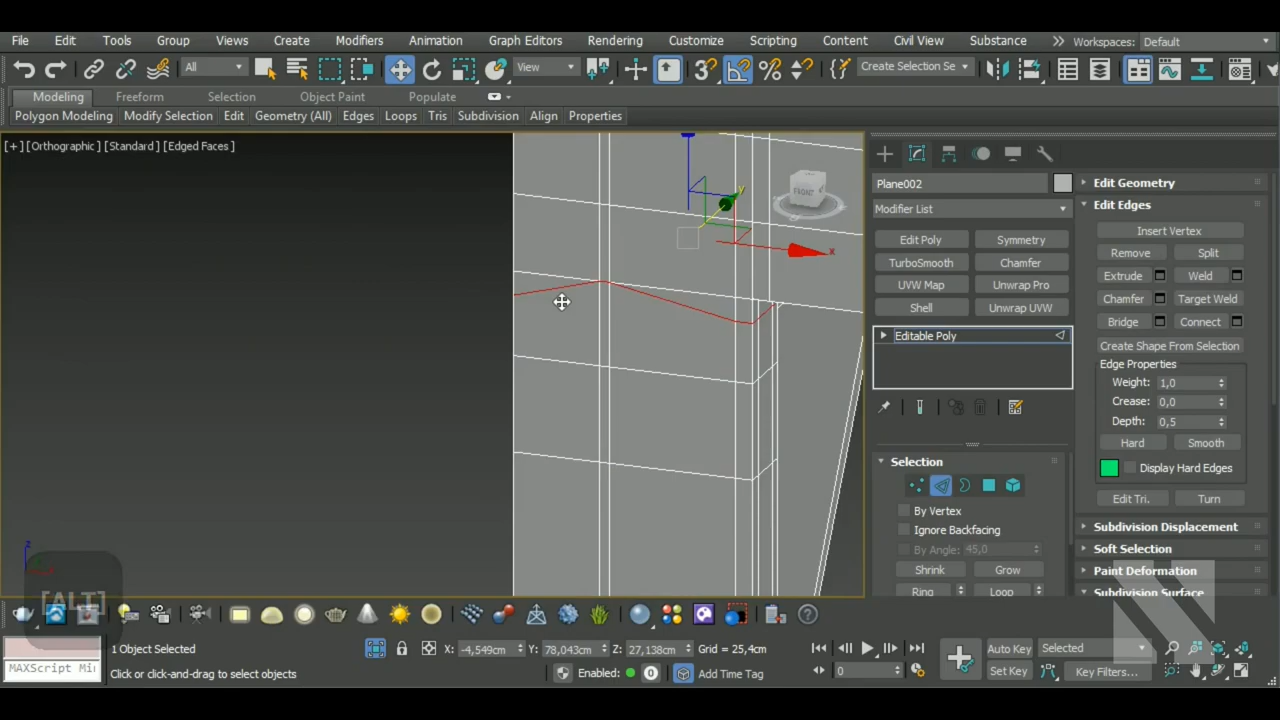 File Edit Tools Group Views Create Modifiers Animation Graph Editors Rendering Customize Scripting Content Civil View Substance Workspaces: Default
All View Create Selection Se
Modeling Freeform Selection Object Paint Populate
Polygon Modeling Modify Selection Edit Geometry (All) Edges Loops Tris Subdivision Align Properties
[+] [Orthographic] [Standard] [Edged Faces]
FRONT
y
x
z
Plane002
Modifier List
Edit Poly Symmetry
TurboSmooth Chamfer
UVW Map Unwrap Pro
Shell Unwrap UVW
Editable Poly
Selection
By Vertex
Ignore Backfacing
By Angle: 45,0
Shrink Grow
Ring Loop
Edit Geometry
Edit Edges
Insert Vertex
Remove Split
Extrude Weld
Chamfer Target Weld
Bridge Connect
Create Shape From Selection
Edge Properties
Weight: 1,0
Crease: 0,0
Depth: 0,5
Hard Smooth
Display Hard Edges
Edit Tri. Turn
Subdivision Displacement
Soft Selection
Paint Deformation
Subdivision Surface
[ALT]
1 Object Selected X: -4,549cm Y: 78,043cm Z: 27,138cm Grid = 25,4cm Auto Key Selected
MAXScript Mi Click or click-and-drag to select objects Enabled: 0 Add Time Tag 0 Set Key Key Filters...